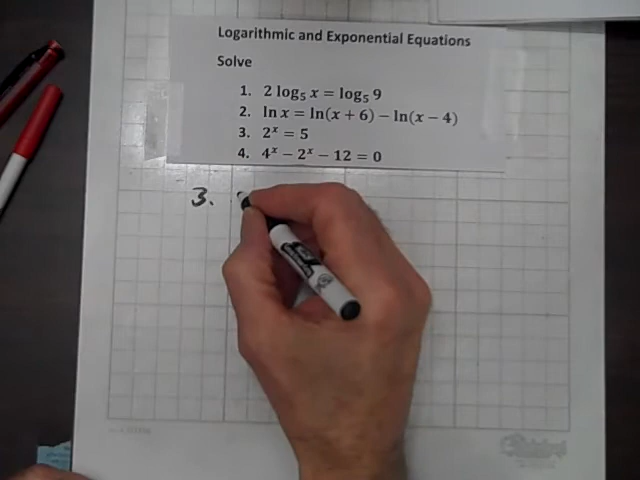 Logarithmic and Exponential Equations
Solve
1. 2 log₅ x = log₅ 9
2. ln x = ln(x + 6) − ln(x − 4)
3. 2ˣ = 5
4. 4ˣ − 2ˣ − 12 = 0
3.